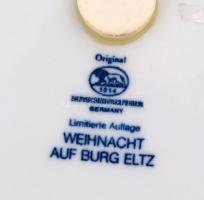 Original
1814
GERMANY
Limitierte Auflage
WEIHNACHT
AUF BURG ELTZ